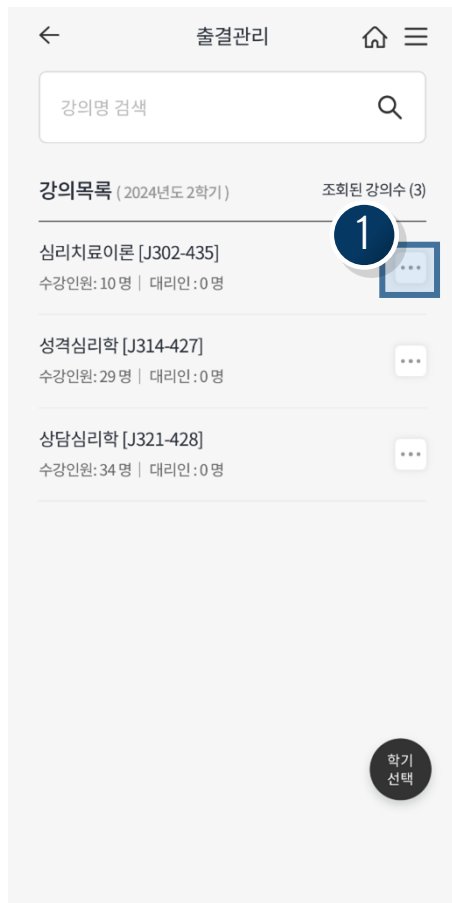 출결관리
강의명 검색
강의목록 ( 2024년도 2학기 ) 조회된 강의수 (3)
1
심리치료이론 [J302-435]
수강인원: 10 명 | 대리인 : 0 명
성격심리학 [J314-427]
수강인원: 29 명 | 대리인 : 0 명
상담심리학 [J321-428]
수강인원: 34 명 | 대리인 : 0 명
학기
선택